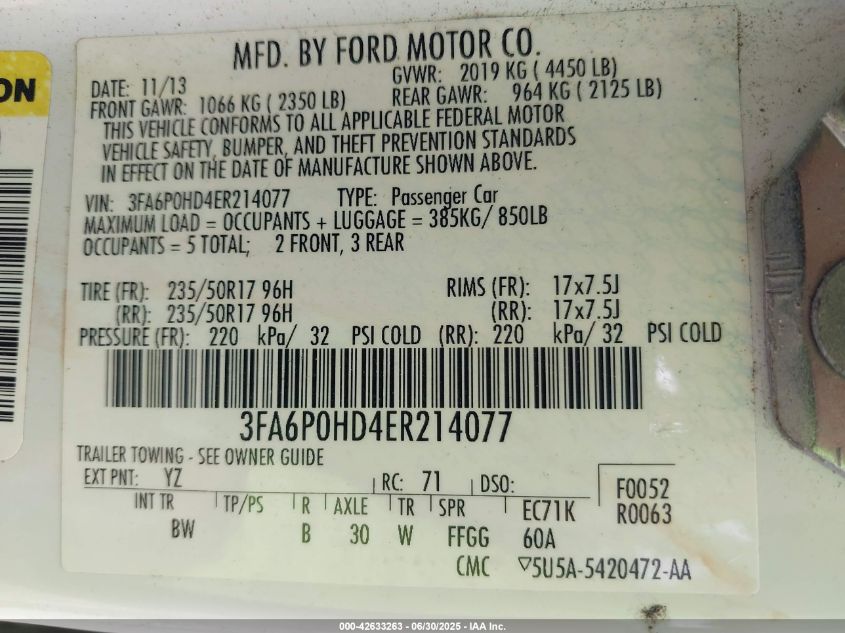 ON
MFD. BY FORD MOTOR CO.
DATE: 11/13 GVWR: 2019 KG ( 4450 LB)
FRONT GAWR: 1066 KG ( 2350 LB) REAR GAWR: 964 KG ( 2125 LB)
THIS VEHICLE CONFORMS TO ALL APPLICABLE FEDERAL MOTOR
VEHICLE SAFETY, BUMPER, AND THEFT PREVENTION STANDARDS
IN EFFECT ON THE DATE OF MANUFACTURE SHOWN ABOVE.
VIN: 3FA6P0HD4ER214077 TYPE: Passenger Car
MAXIMUM LOAD = OCCUPANTS + LUGGAGE = 385KG/ 850LB
OCCUPANTS = 5 TOTAL; 2 FRONT, 3 REAR
TIRE (FR): 235/50R17 96H RIMS (FR): 17x7.5J
(RR): 235/50R17 96H (RR): 17x7.5J
PRESSURE (FR): 220 kPa/ 32 PSI COLD (RR): 220 kPa/ 32 PSI COLD
3FA6P0HD4ER214077
TRAILER TOWING - SEE OWNER GUIDE
EXT PNT: YZ RC: 71 DSO: F0052
INT TR TP/PS R AXLE TR SPR EC71K R0063
BW B 30 W FFGG 60A
CMC ▽5U5A-5420472-AA
000-42633263 - 06/30/2025 - IAA Inc.